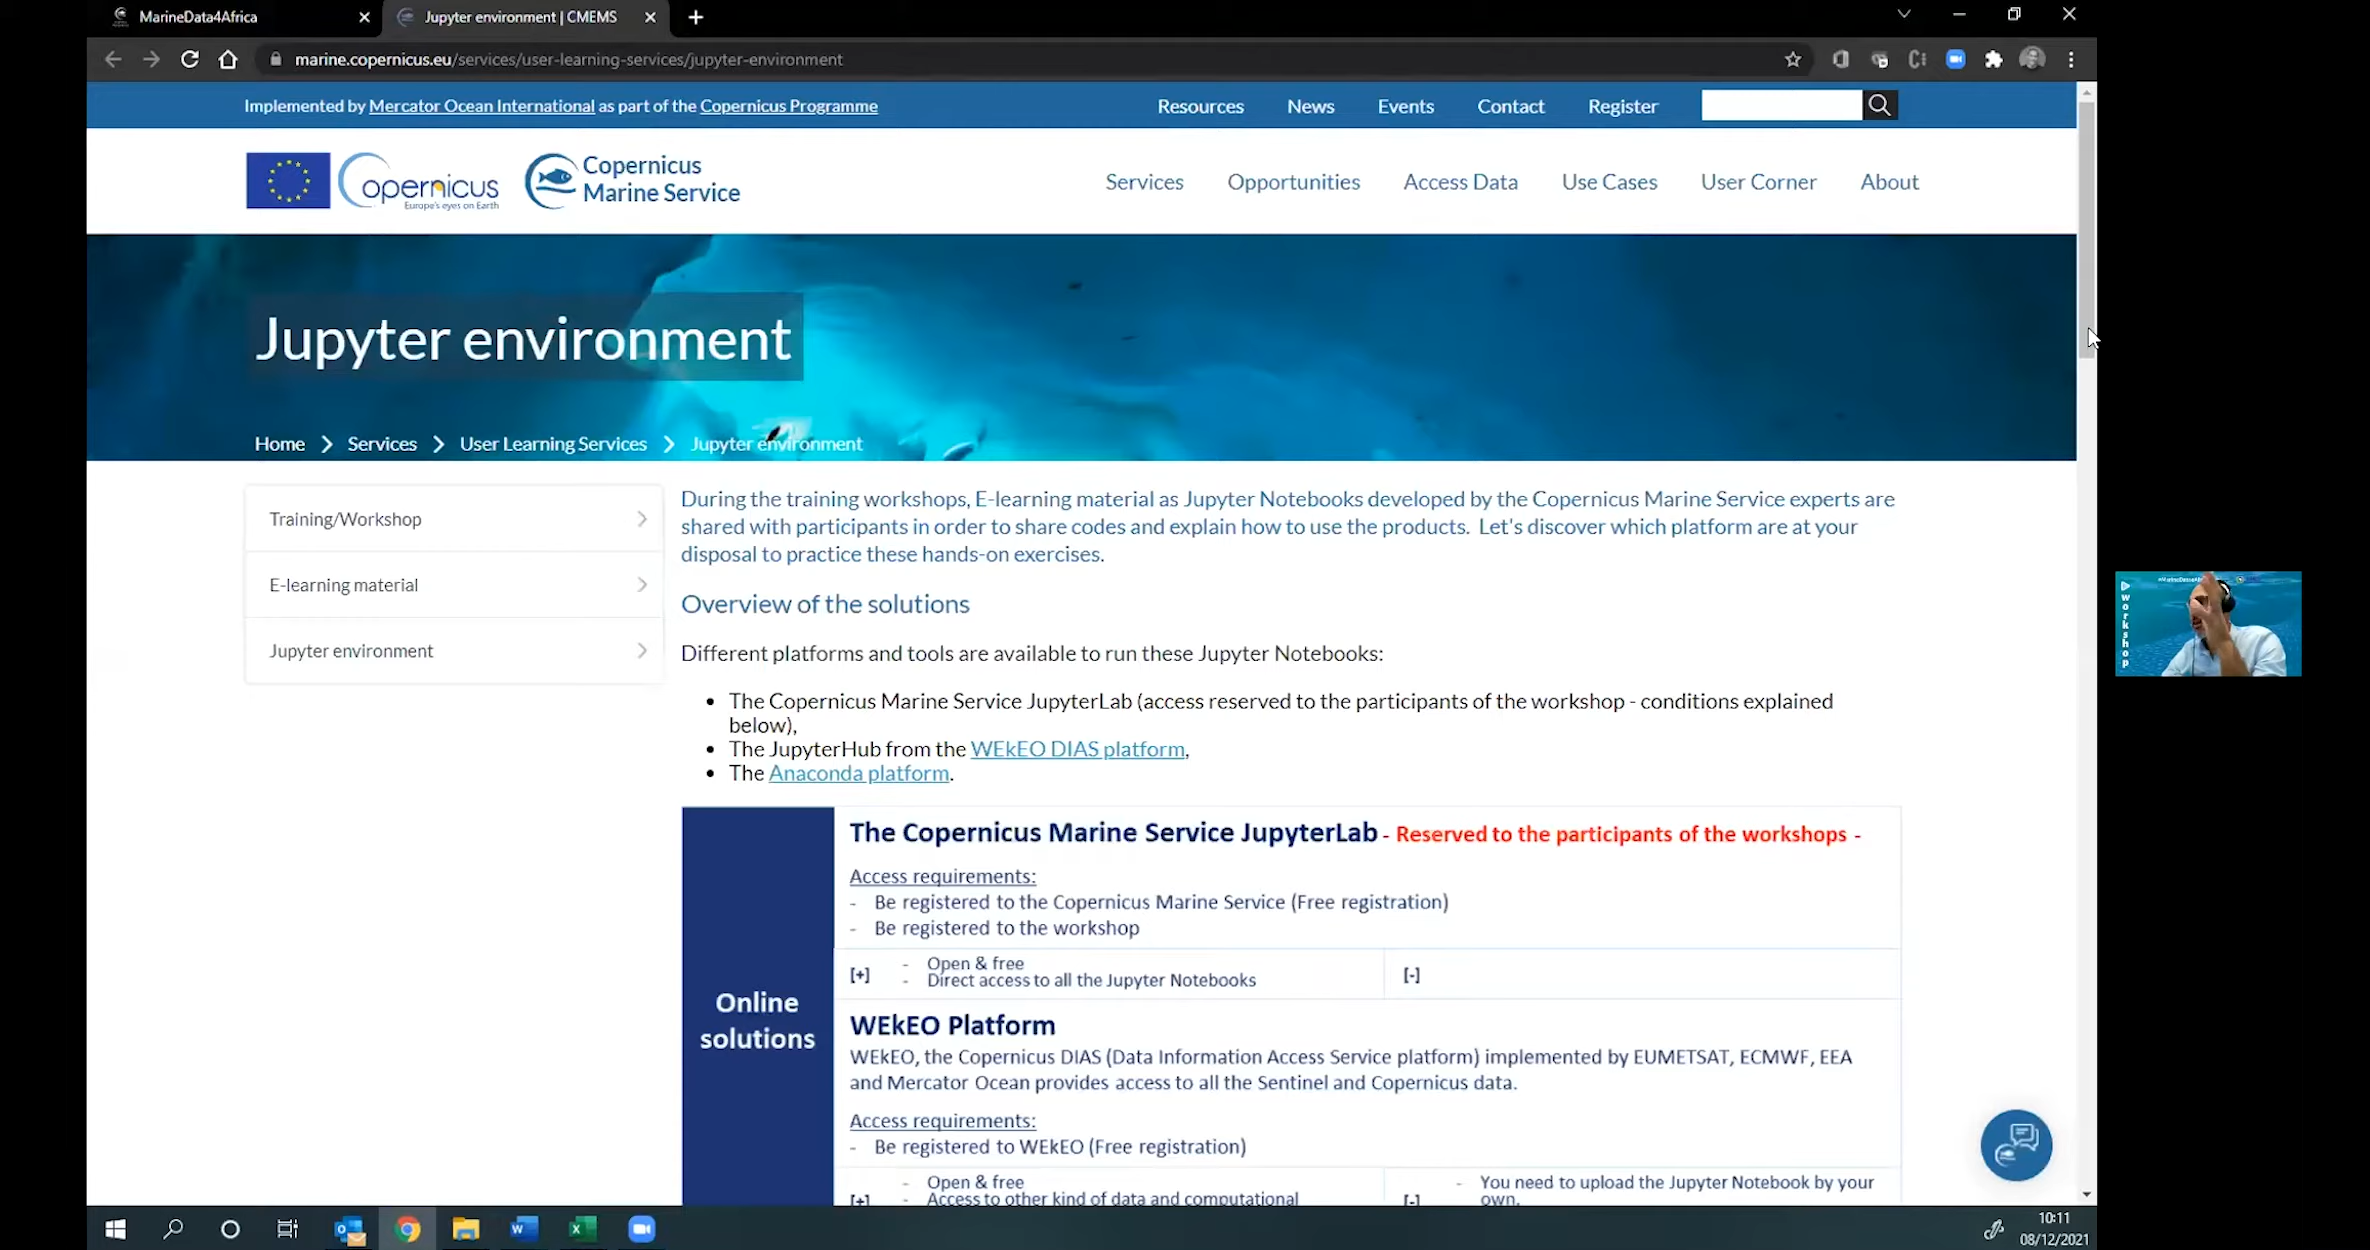 MarineData4Africa
Jupyter environment | CMEMS
marine.copernicus.eu/services/user-learning-services/jupyter-environment
Implemented by Mercator Ocean International as part of the Copernicus Programme
Resources
News
Events
Contact
Register
opernicus
Europe's eyes on Earth
Copernicus
Marine Service
Services
Opportunities
Access Data
Use Cases
User Corner
About
Jupyter environment
Home > Services > User Learning Services > Jupyter environment
Training/Workshop
E-learning material
Jupyter environment
During the training workshops, E-learning material as Jupyter Notebooks developed by the Copernicus Marine Service experts are
shared with participants in order to share codes and explain how to use the products. Let's discover which platform are at your
disposal to practice these hands-on exercises.
Overview of the solutions
Different platforms and tools are available to run these Jupyter Notebooks:
• The Copernicus Marine Service JupyterLab (access reserved to the participants of the workshop - conditions explained
below),
• The JupyterHub from the WEkEO DIAS platform,
• The Anaconda platform.
Online
solutions
The Copernicus Marine Service JupyterLab - Reserved to the participants of the workshops -
Access requirements:
- Be registered to the Copernicus Marine Service (Free registration)
- Be registered to the workshop
[+]
- Open & free
- Direct access to all the Jupyter Notebooks
[-]
WEkEO Platform
WEkEO, the Copernicus DIAS (Data Information Access Service platform) implemented by EUMETSAT, ECMWF, EEA
and Mercator Ocean provides access to all the Sentinel and Copernicus data.
Access requirements:
- Be registered to WEkEO (Free registration)
[+]
- Open & free
- Access to other kind of data and computational
[-]
- You need to upload the Jupyter Notebook by your
own.
workshop
10:11
08/12/2021